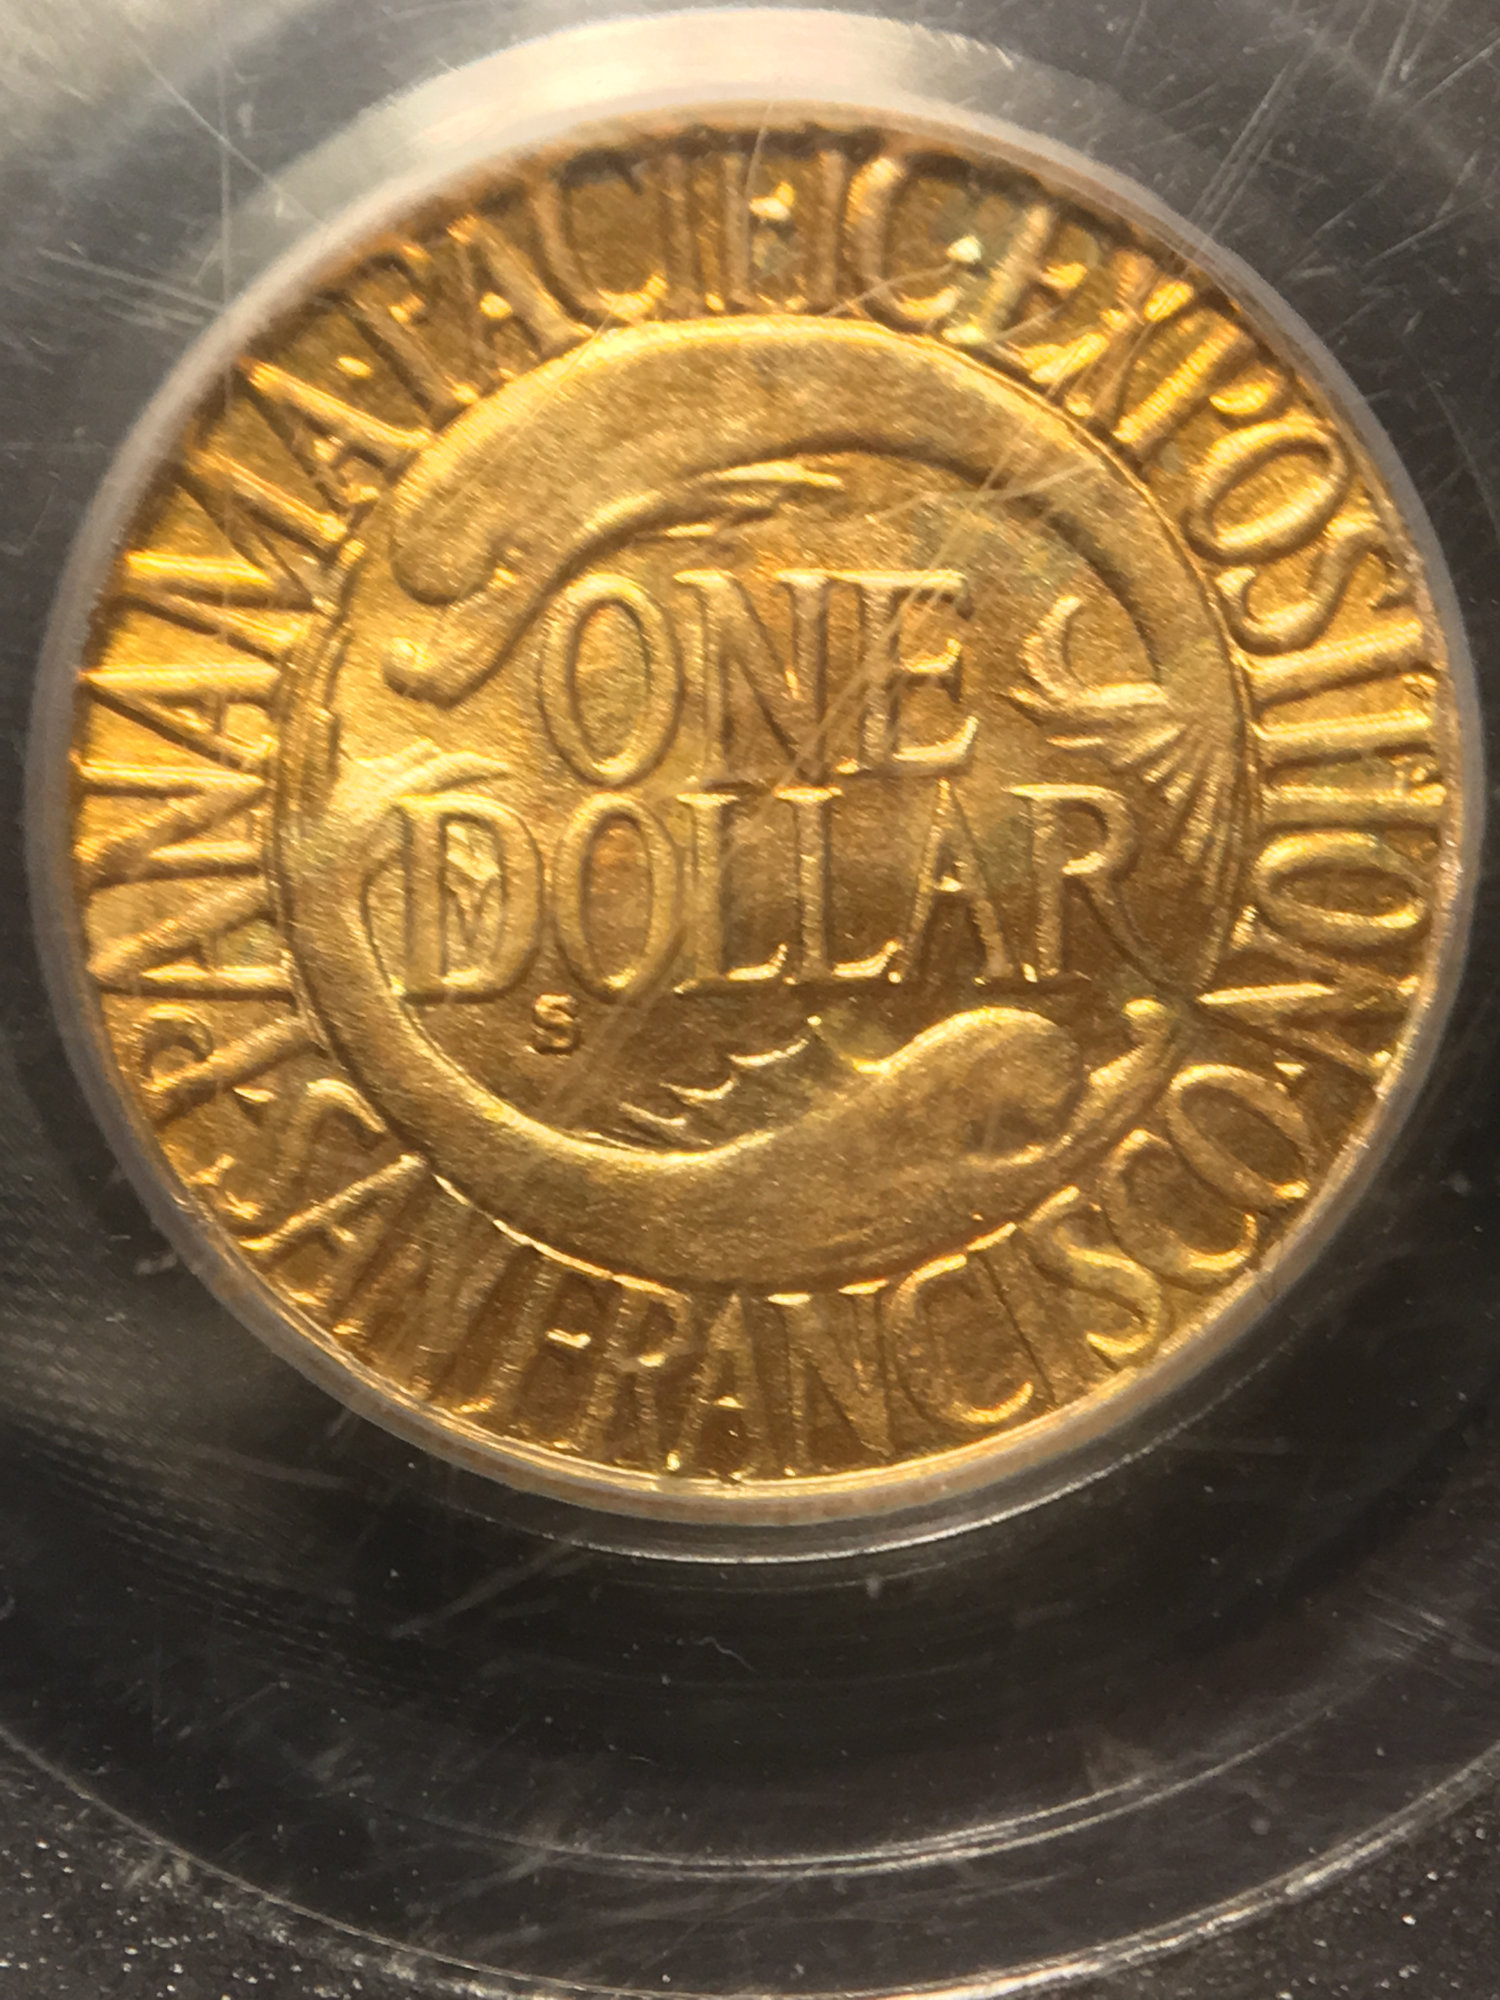 PANAMA·PACIFIC EXPOSITION
ONE
DOLLAR
S
·SAN FRANCISCO·